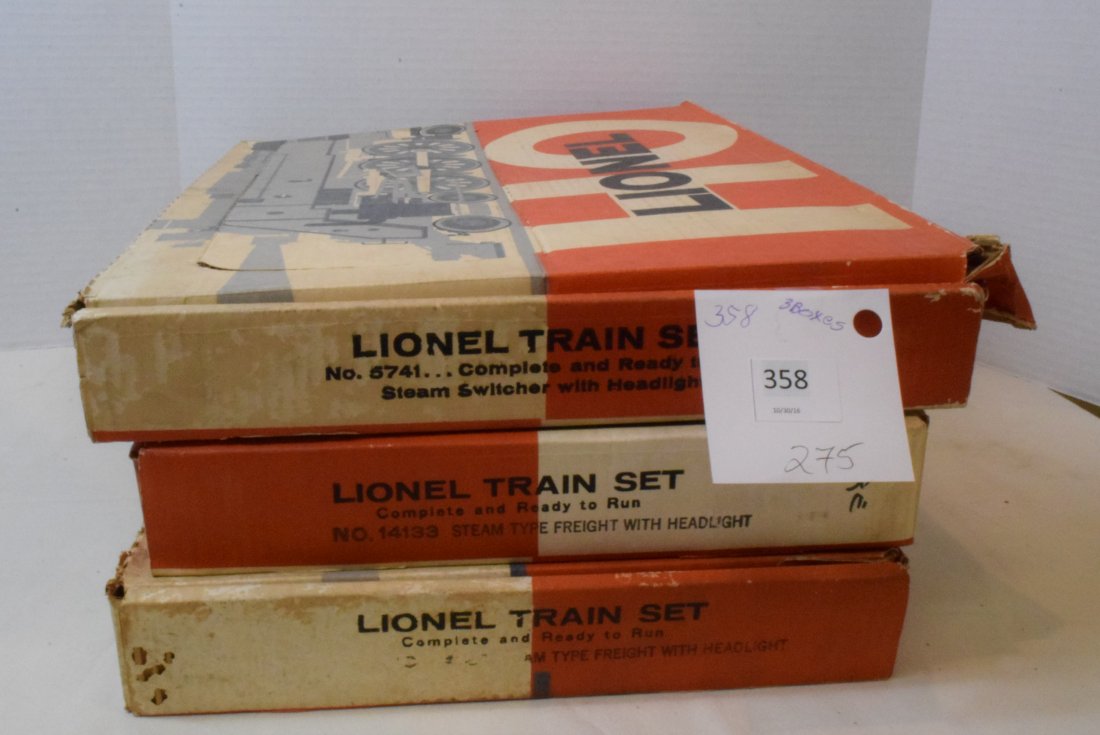 LIONEL
LIONEL TRAIN SE
No. 5741... Complete and Ready t
Steam Switcher with Headligh
358 3Boxes
358
10/30/16
275
LIONEL TRAIN SET
Complete and Ready to Run
NO. 14133 STEAM TYPE FREIGHT WITH HEADLIGHT
LIONEL TRAIN SET
Complete and Ready to Run
AM TYPE FREIGHT WITH HEADLIGHT